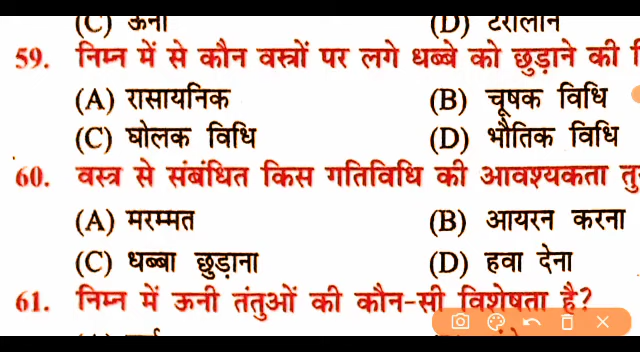 (C) ऊनी (D) टेरीलीन
59. निम्न में से कौन वस्त्रों पर लगे धब्बे को छुड़ाने की
(A) रासायनिक (B) चूषक विधि
(C) घोलक विधि (D) भौतिक विधि
60. वस्त्र से संबंधित किस गतिविधि की आवश्यकता तु
(A) मरम्मत (B) आयरन करना
(C) धब्बा छुड़ाना (D) हवा देना
61. निम्न में ऊनी तंतुओं की कौन-सी विशेषता है?